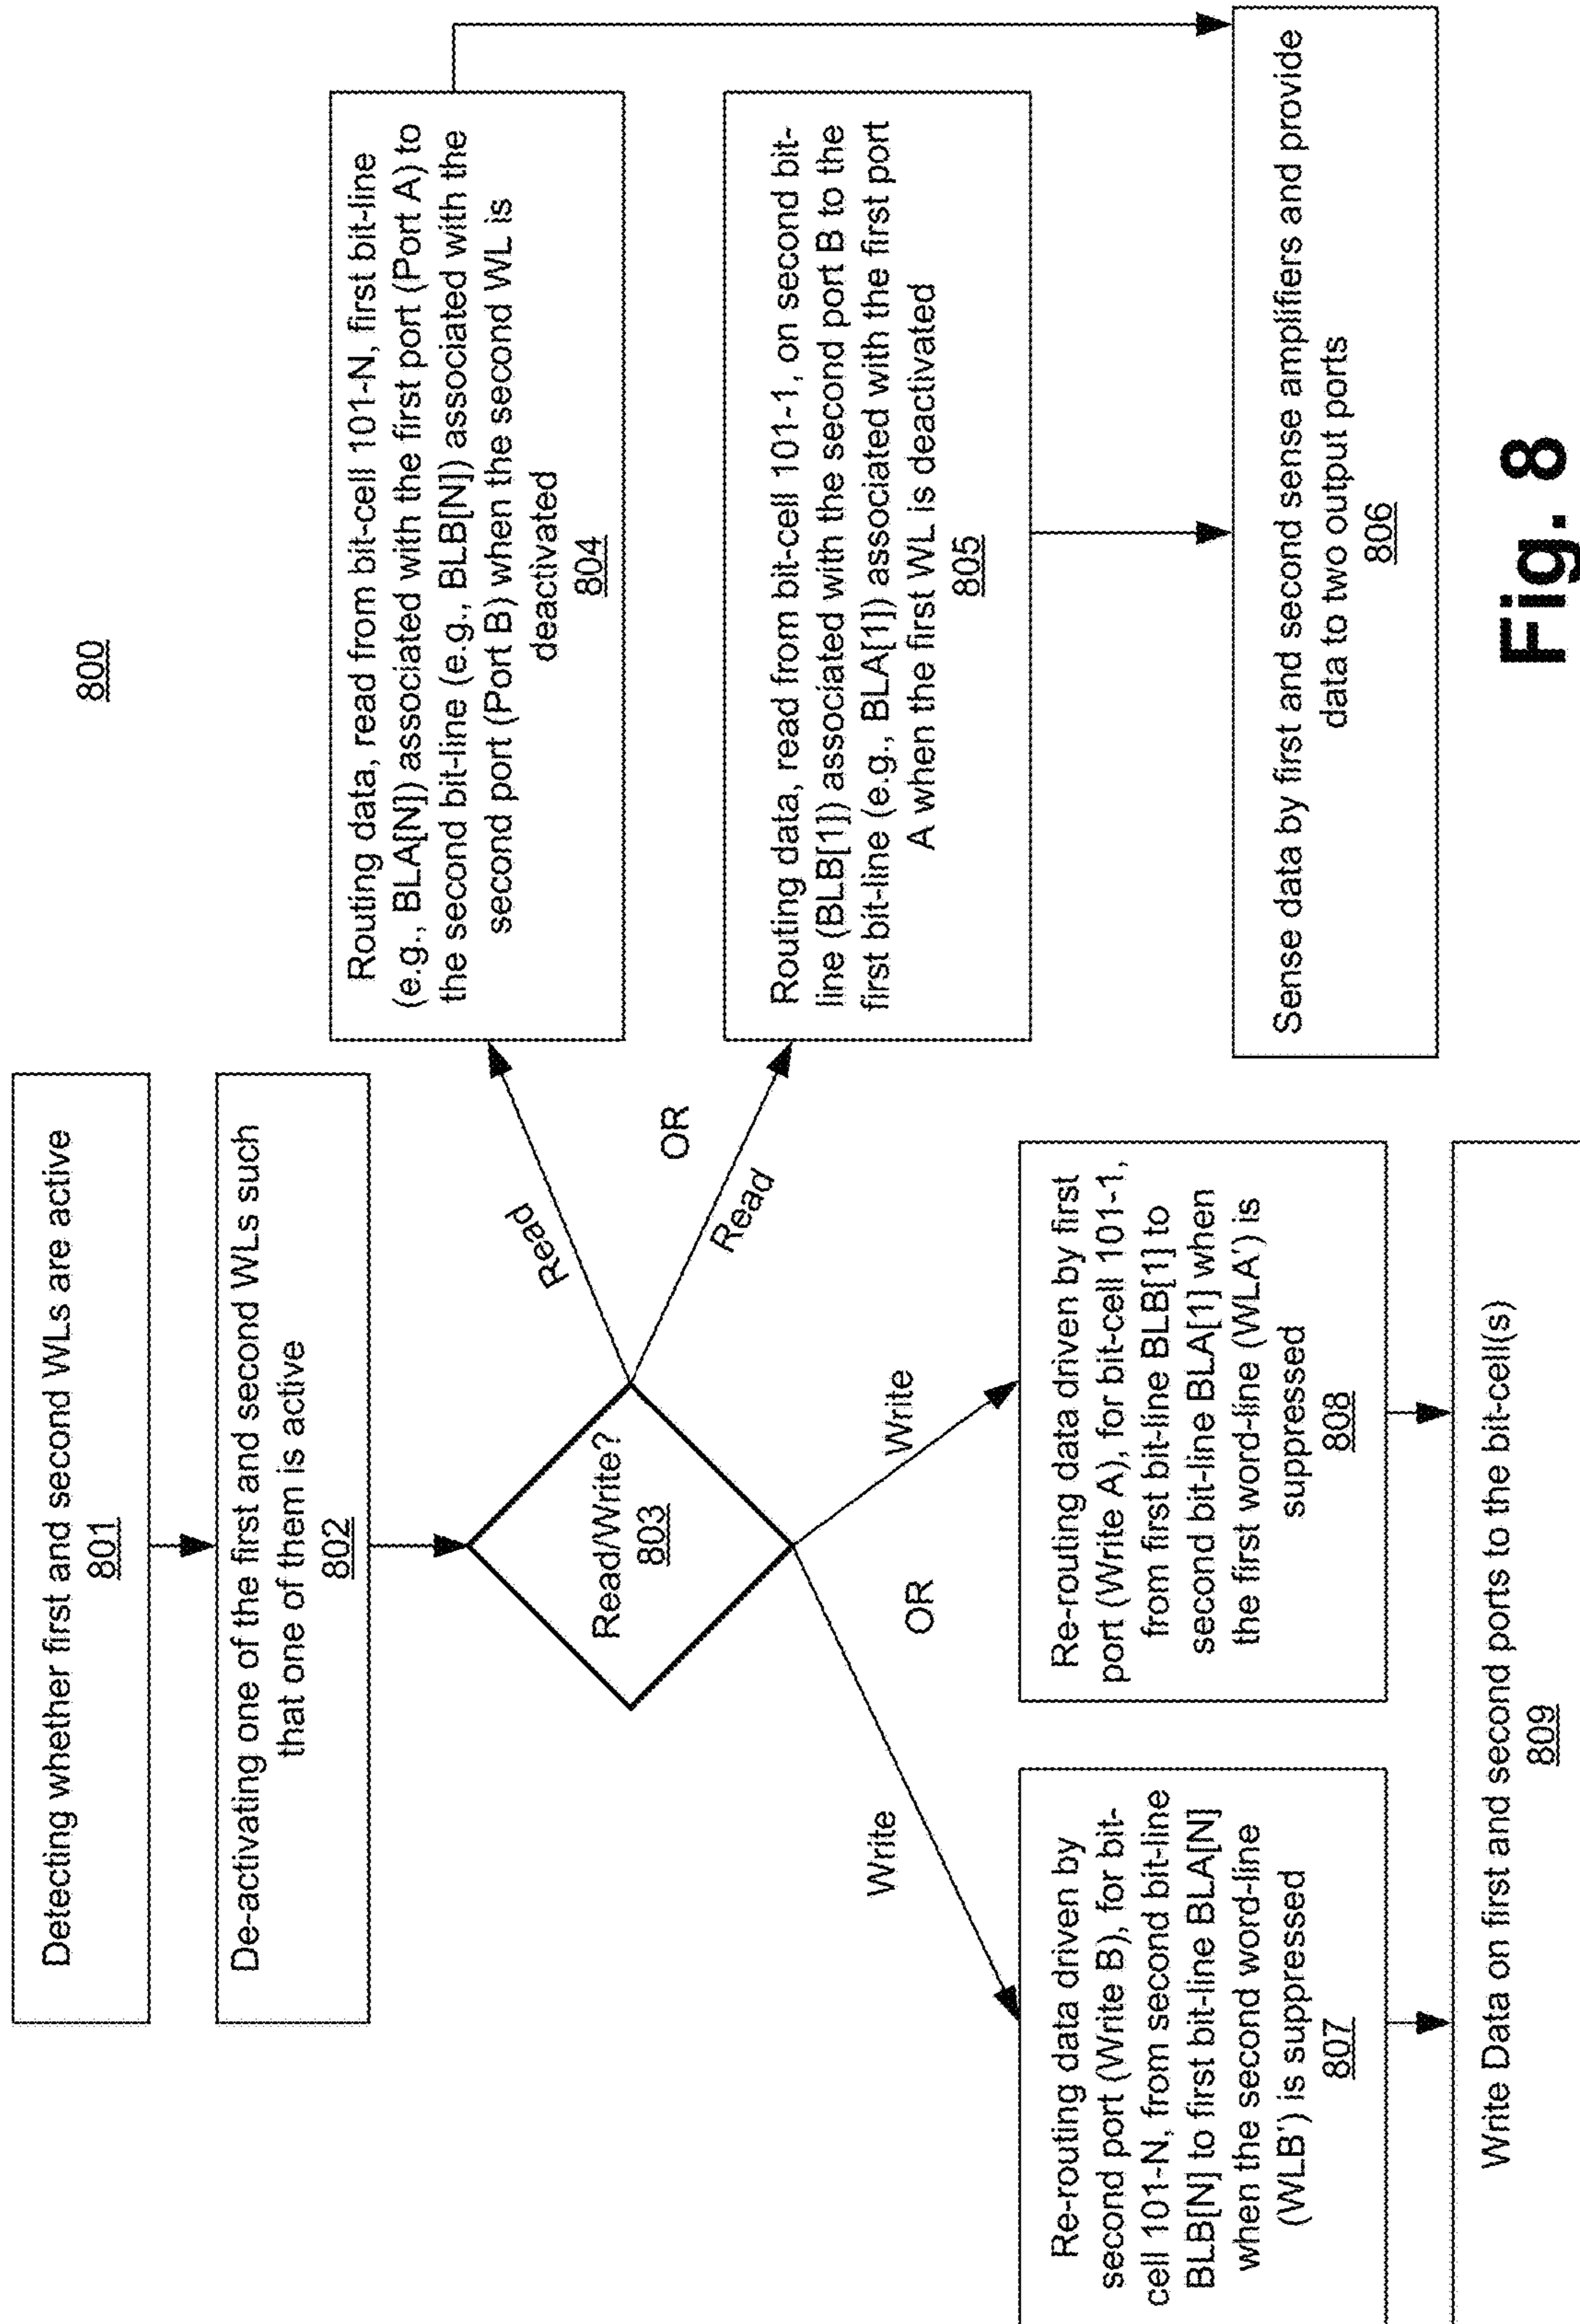 800
Detecting whether first and second WLs are active
801
De-activating one of the first and second WLs such
that one of them is active
802
Read/Write?
803
Read
OR
Read
Routing data, read from bit-cell 101-N, first bit-line
(e.g., BLA[N]) associated with the first port (Port A) to
the second bit-line (e.g., BLB[N]) associated with the
second port (Port B) when the second WL is
deactivated
804
Routing data, read from bit-cell 101-1, on second bit-
line (BLB[1]) associated with the second port B to the
first bit-line (e.g., BLA[1]) associated with the first port
A when the first WL is deactivated
805
Sense data by first and second sense amplifiers and provide
data to two output ports
806
Write
OR
Write
Re-routing data driven by
second port (Write B), for bit-
cell 101-N, from second bit-line
BLB[N] to first bit-line BLA[N]
when the second word-line
(WLB') is suppressed
807
Re-routing data driven by first
port (Write A), for bit-cell 101-1,
from first bit-line BLB[1] to
second bit-line BLA[1] when
the first word-line (WLA') is
suppressed
808
Write Data on first and second ports to the bit-cell(s)
809
Fig. 8